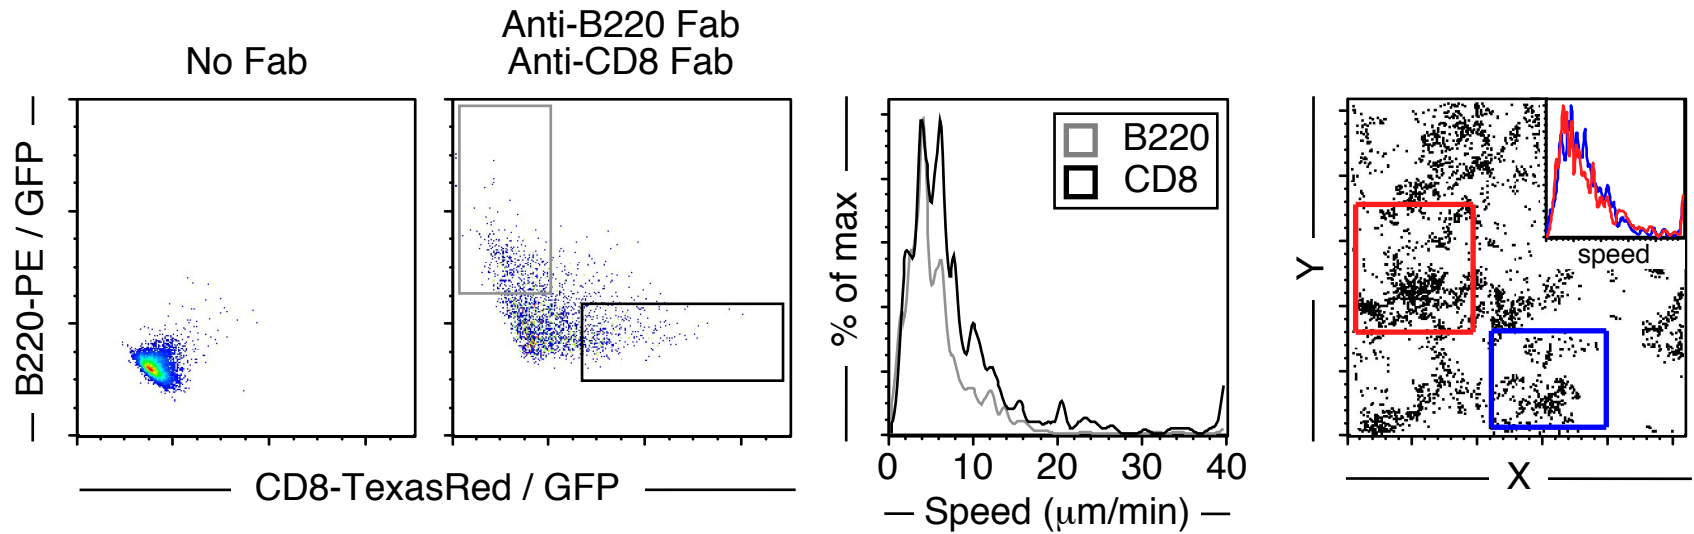 No Fab
Anti-B220 Fab
Anti-CD8 Fab
B220-PE / GFP
CD8-TexasRed / GFP
% of max
B220
CD8
0 10 20 30 40
Speed (μm/min)
Y
speed
X